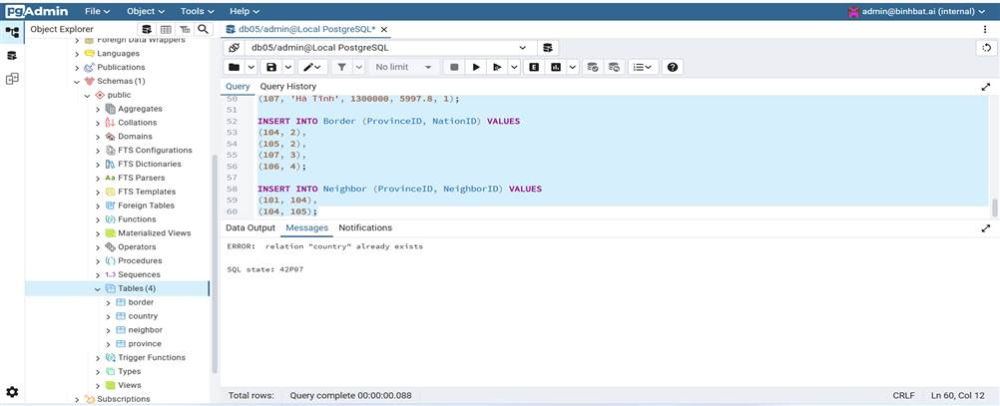 pgAdmin File Object Tools Help admin@binhbat.ai (internal)
Object Explorer
db05/admin@Local PostgreSQL*
db05/admin@Local PostgreSQL
No limit
Query Query History
Foreign Data Wrappers
Languages
Publications
Schemas (1)
public
Aggregates
Collations
Domains
FTS Configurations
FTS Dictionaries
FTS Parsers
FTS Templates
Foreign Tables
Functions
Materialized Views
Operators
Procedures
Sequences
Tables (4)
border
country
neighbor
province
Trigger Functions
Types
Views
Subscriptions
50 (107, 'Hà Tĩnh', 1300000, 5997.8, 1);
51
52 INSERT INTO Border (ProvinceID, NationID) VALUES
53 (104, 2),
54 (105, 2),
55 (107, 3),
56 (106, 4);
57
58 INSERT INTO Neighbor (ProvinceID, NeighborID) VALUES
59 (101, 104),
60 (104, 105);
Data Output Messages Notifications
ERROR: relation "country" already exists
SQL state: 42P07
Total rows: Query complete 00:00:00.088 CRLF Ln 60, Col 12